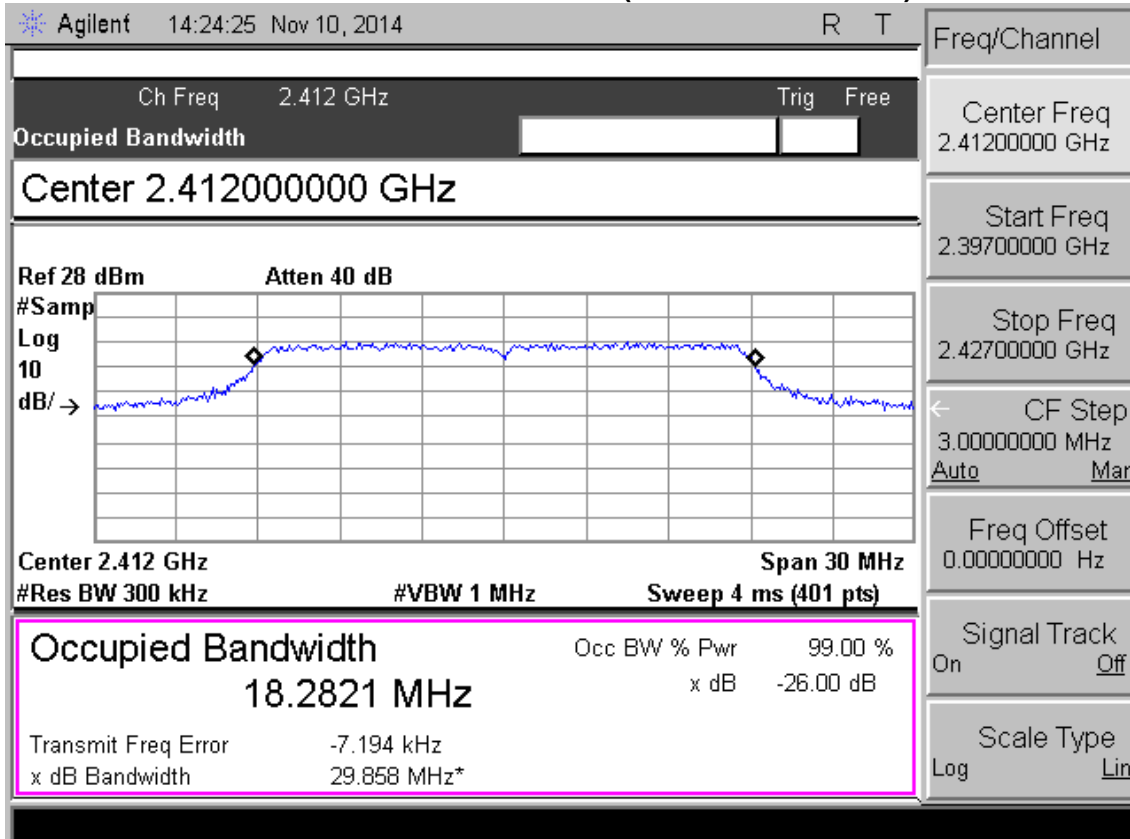 Agilent 14:24:25 Nov 10, 2014 R T
Ch Freq 2.412 GHz Trig Free
Occupied Bandwidth
Center 2.412000000 GHz
Ref 28 dBm Atten 40 dB
#Samp
Log
10
dB/
Center 2.412 GHz Span 30 MHz
#Res BW 300 kHz #VBW 1 MHz Sweep 4 ms (401 pts)
Occupied Bandwidth
18.2821 MHz
Occ BW % Pwr 99.00 %
x dB -26.00 dB
Transmit Freq Error -7.194 kHz
x dB Bandwidth 29.858 MHz*
Freq/Channel
Center Freq
2.41200000 GHz
Start Freq
2.39700000 GHz
Stop Freq
2.42700000 GHz
CF Step
3.00000000 MHz
Auto Man
Freq Offset
0.00000000 Hz
Signal Track
On Off
Scale Type
Log Lin